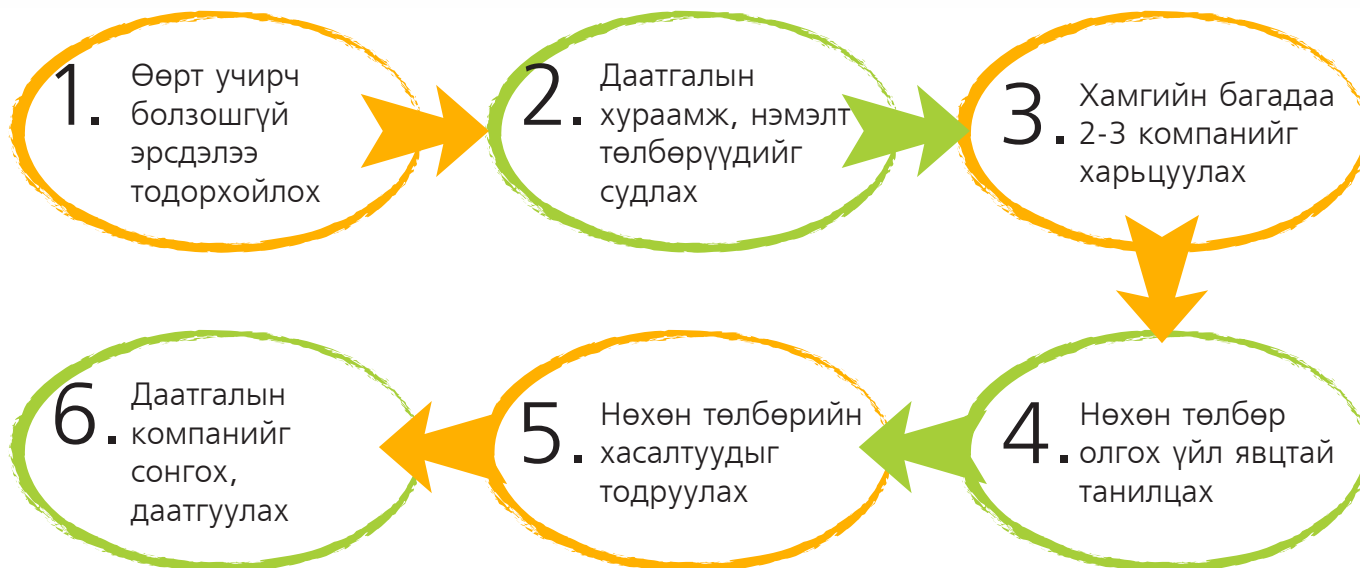 1. Өөрт учирч
болзошгүй
эрсдэлээ
тодорхойлох
2. Даатгалын
хураамж, нэмэлт
төлбөрүүдийг
судлах
3. Хамгийн багадаа
2-3 компанийг
харьцуулах
4. Нөхөн төлбөр
олгох үйл явцтай
танилцах
5. Нөхөн төлбөрийн
хасалтуудыг
тодруулах
6. Даатгалын
компанийг
сонгох,
даатгуулах